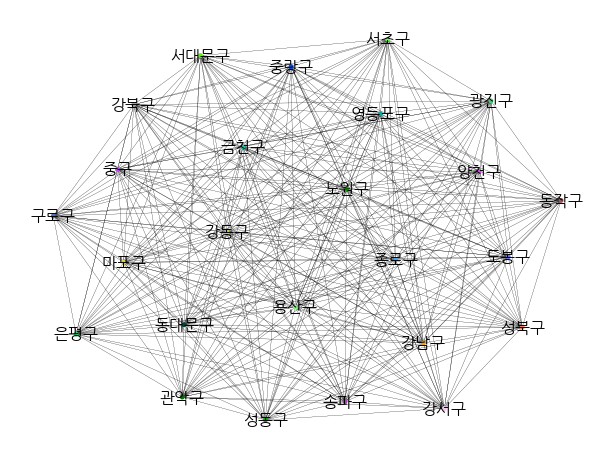 서초구
서대문구
중랑구
강북구
광진구
영등포구
금천구
중구
양천구
노원구
동작구
구로구
강동구
마포구
종로구
도봉구
용산구
은평구
동대문구
성북구
강남구
관악구
송파구
강서구
성동구